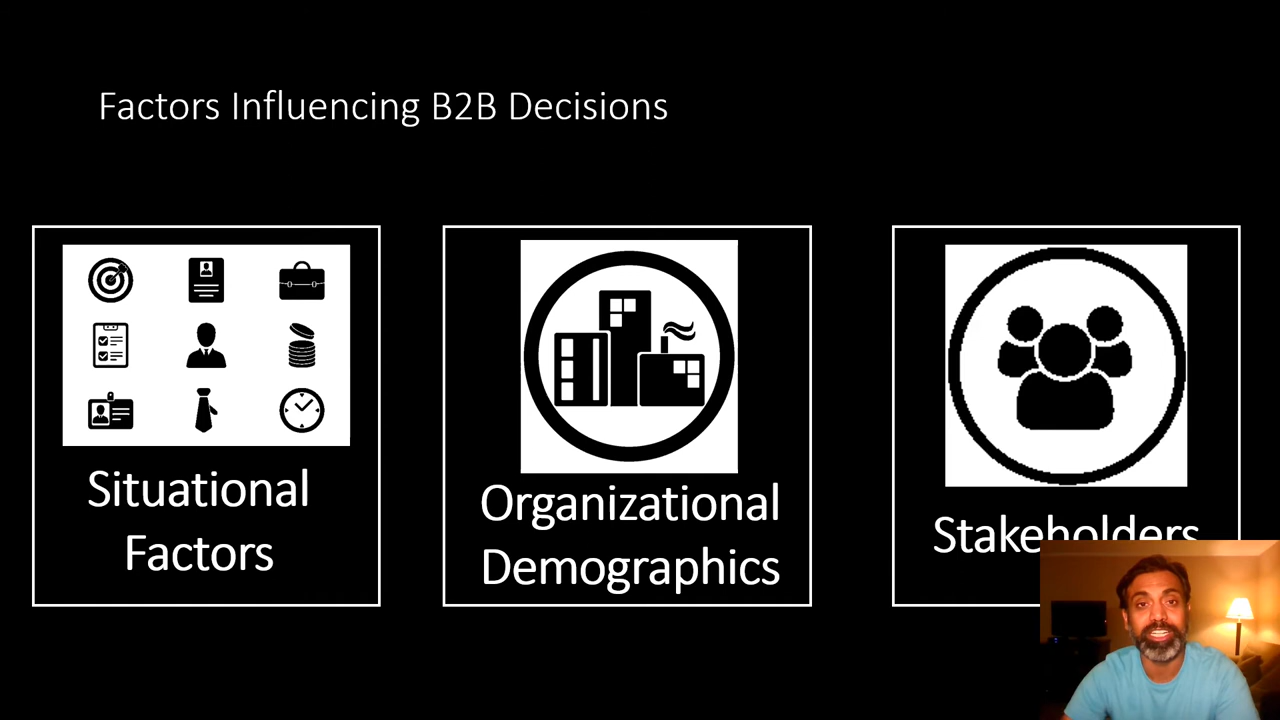 Factors Influencing B2B Decisions
Situational
Factors
Organizational
Demographics
Stakeholders